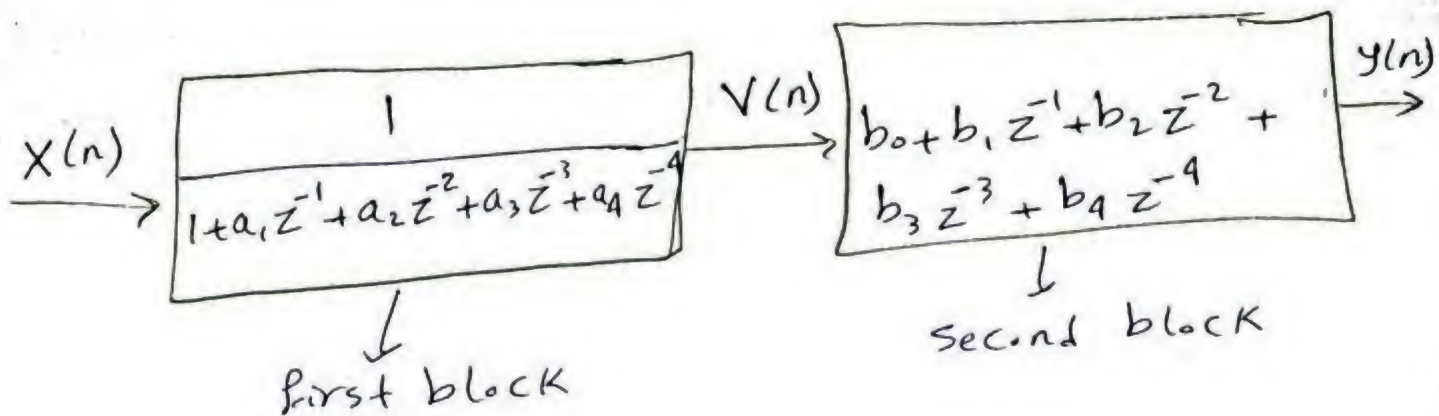 X(n)
1
1+a₁z⁻¹+a₂z⁻²+a₃z⁻³+a₄z⁻⁴
V(n)
b₀+b₁z⁻¹+b₂z⁻²+
b₃z⁻³+b₄z⁻⁴
y(n)
first block
second block